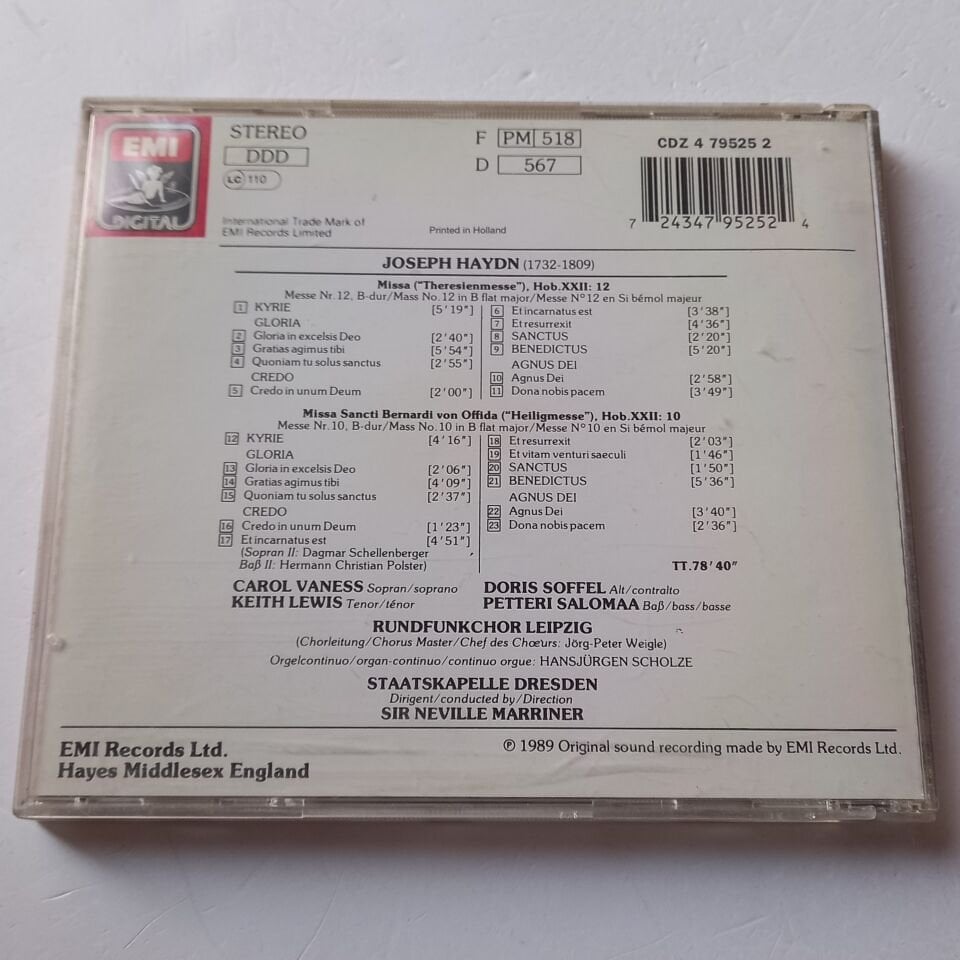 EMI
DIGITAL
STEREO
DDD
LC 110
F PM 518
D 567
CDZ 4 79525 2
7 24347 95252 4
International Trade Mark of
EMI Records Limited
Printed in Holland
JOSEPH HAYDN (1732-1809)
Missa ("Theresienmesse"), Hob.XXII: 12
Messe Nr.12, B-dur/Mass No.12 in B flat major/Messe N° 12 en Si bémol majeur
1 KYRIE [5'19"]
GLORIA
2 Gloria in excelsis Deo [2'40"]
3 Gratias agimus tibi [5'54"]
4 Quoniam tu solus sanctus [2'55"]
CREDO
5 Credo in unum Deum [2'00"]
6 Et incarnatus est [3'38"]
7 Et resurrexit [4'36"]
8 SANCTUS [2'20"]
9 BENEDICTUS [5'20"]
AGNUS DEI
10 Agnus Dei [2'58"]
11 Dona nobis pacem [3'49"]
Missa Sancti Bernardi von Offida ("Heiligmesse"), Hob.XXII: 10
Messe Nr.10, B-dur/Mass No.10 in B flat major/Messe N° 10 en Si bémol majeur
12 KYRIE [4'16"]
GLORIA
13 Gloria in excelsis Deo [2'06"]
14 Gratias agimus tibi [4'09"]
15 Quoniam tu solus sanctus [2'37"]
CREDO
16 Credo in unum Deum [1'23"]
17 Et incarnatus est [4'51"]
(Sopran II: Dagmar Schellenberger
Baß II: Hermann Christian Polster)
18 Et resurrexit [2'03"]
19 Et vitam venturi saeculi [1'46"]
20 SANCTUS [1'50"]
21 BENEDICTUS [5'36"]
AGNUS DEI
22 Agnus Dei [3'40"]
23 Dona nobis pacem [2'36"]
TT.78'40"
CAROL VANESS Sopran/soprano
DORIS SOFFEL Alt/contralto
KEITH LEWIS Tenor/ténor
PETTERI SALOMAA Baß/bass/basse
RUNDFUNKCHOR LEIPZIG
(Chorleitung/Chorus Master/Chef des Chœurs: Jörg-Peter Weigle)
Orgelcontinuo/organ-continuo/continuo orgue: HANSJÜRGEN SCHOLZE
STAATSKAPELLE DRESDEN
Dirigent/conducted by/Direction
SIR NEVILLE MARRINER
EMI Records Ltd.
Hayes Middlesex England
℗ 1989 Original sound recording made by EMI Records Ltd.